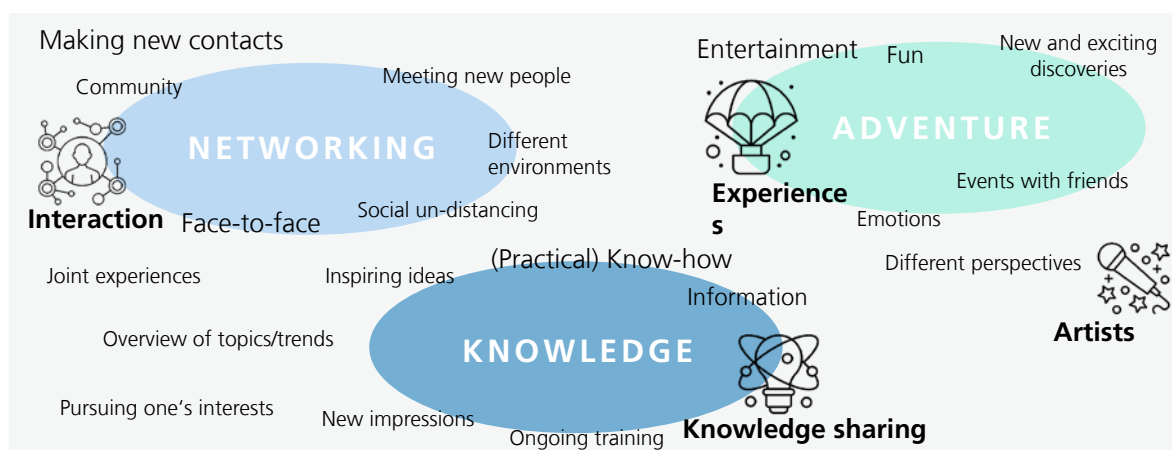 Making new contacts
Community
Meeting new people
NETWORKING
Different
environments
Interaction
Face-to-face
Social un-distancing
Entertainment
Fun
New and exciting
discoveries
ADVENTURE
Experience
s
Events with friends
Emotions
Different perspectives
Artists
Joint experiences
Inspiring ideas
(Practical) Know-how
Information
Overview of topics/trends
KNOWLEDGE
Pursuing one's interests
New impressions
Ongoing training
Knowledge sharing